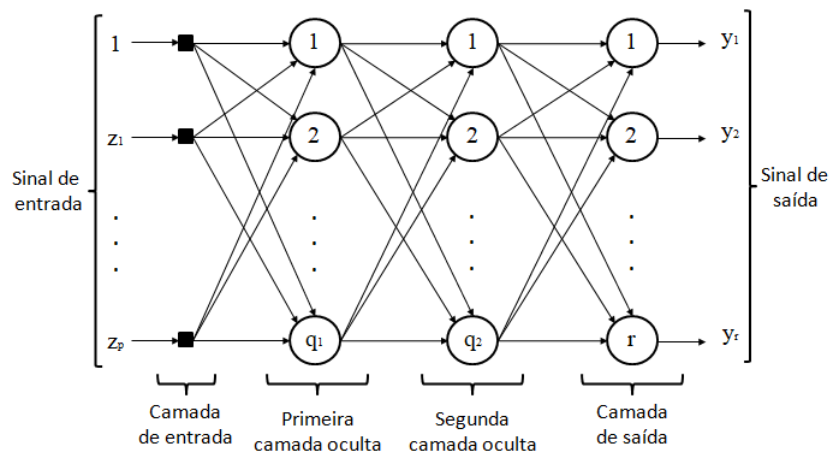 1
1
1
1
y1
z1
2
2
2
y2
Sinal de
entrada
Sinal de
saída
.
.
.
.
.
.
.
.
.
.
.
.
zp
q1
q2
r
yr
Camada
de entrada
Primeira
camada oculta
Segunda
camada oculta
Camada
de saída